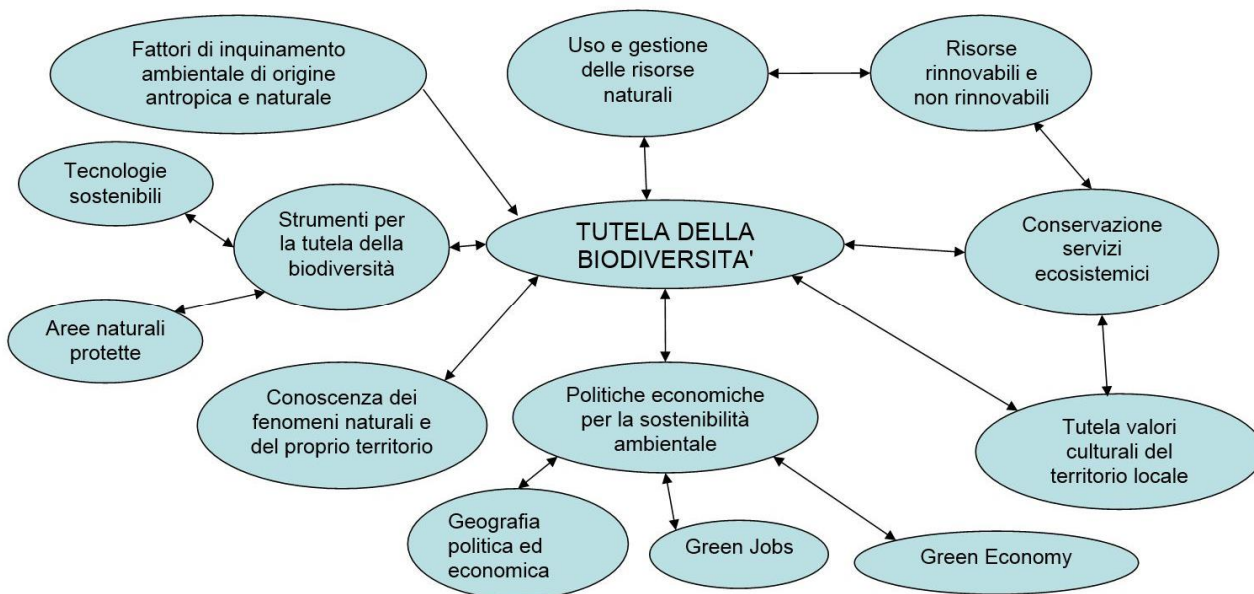 Fattori di inquinamento
ambientale di origine
antropica e naturale
Uso e gestione
delle risorse
naturali
Risorse
rinnovabili e
non rinnovabili
Tecnologie
sostenibili
Strumenti per
la tutela della
biodiversità
TUTELA DELLA
BIODIVERSITA'
Conservazione
servizi
ecosistemici
Aree naturali
protette
Conoscenza dei
fenomeni naturali e
del proprio territorio
Politiche economiche
per la sostenibilità
ambientale
Tutela valori
culturali del
territorio locale
Geografia
politica ed
economica
Green Jobs
Green Economy